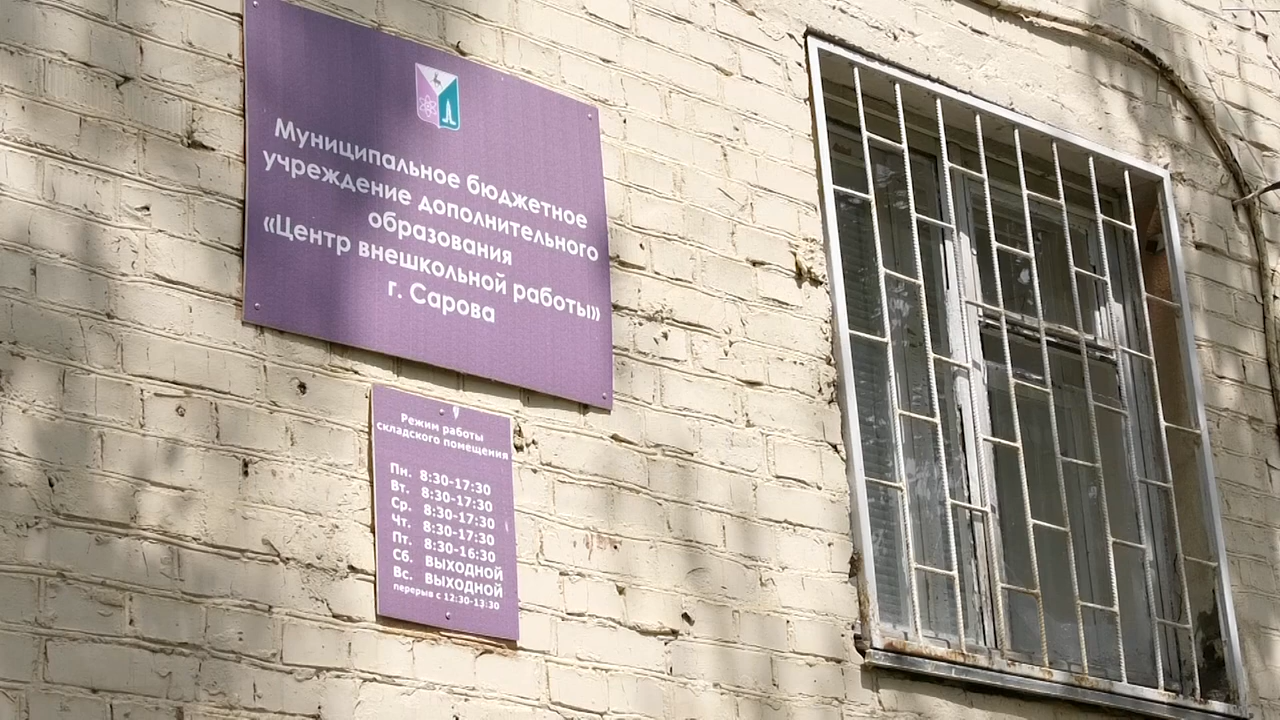 Муниципальное бюджетное
учреждение дополнительного
образования
«Центр внешкольной работы»
г. Сарова
Режим работы
складского помещения
Пн. 8:30-17:30
Вт. 8:30-17:30
Ср. 8:30-17:30
Чт. 8:30-17:30
Пт. 8:30-16:30
Сб. ВЫХОДНОЙ
Вс. ВЫХОДНОЙ
перерыв с 12:30-13:30